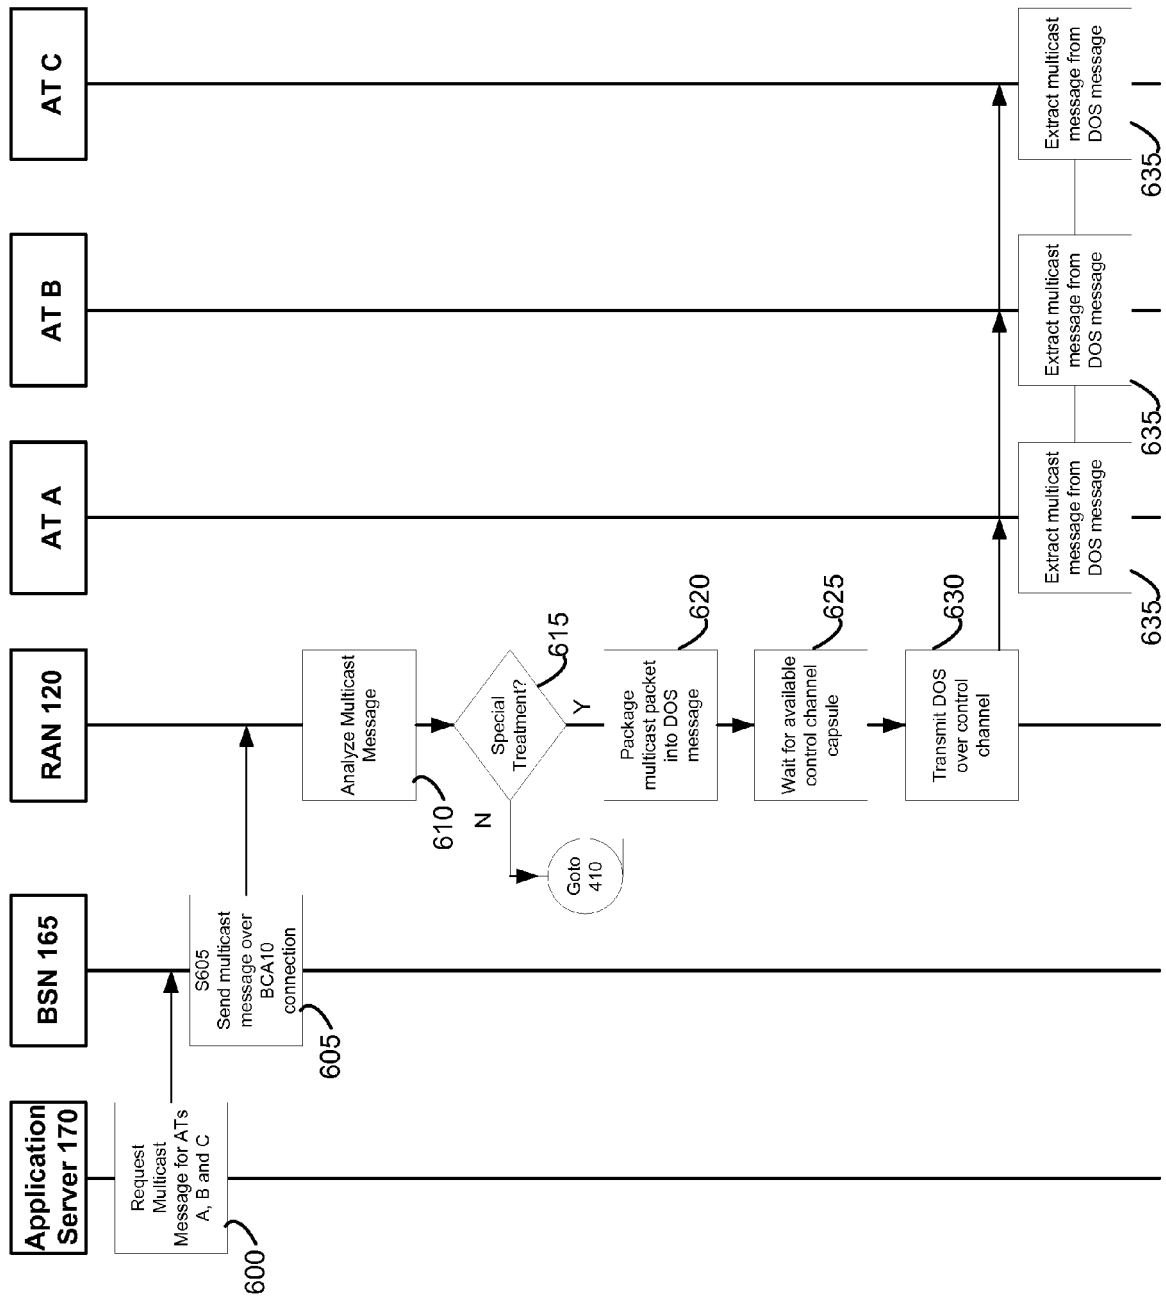 Application
Server 170
BSN 165
RAN 120
AT A
AT B
AT C
Request
Multicast
Message for ATs
A, B and C
600
S605
Send multicast
message over
BCA10
connection
605
Analyze Multicast
Message
610
Special
Treatment?
615
N
Y
Goto
410
Package
multicast packet
into DOS
message
620
Wait for available
control channel
capsule
625
Transmit DOS
over control
channel
630
Extract multicast
message from
DOS message
635
Extract multicast
message from
DOS message
635
Extract multicast
message from
DOS message
635